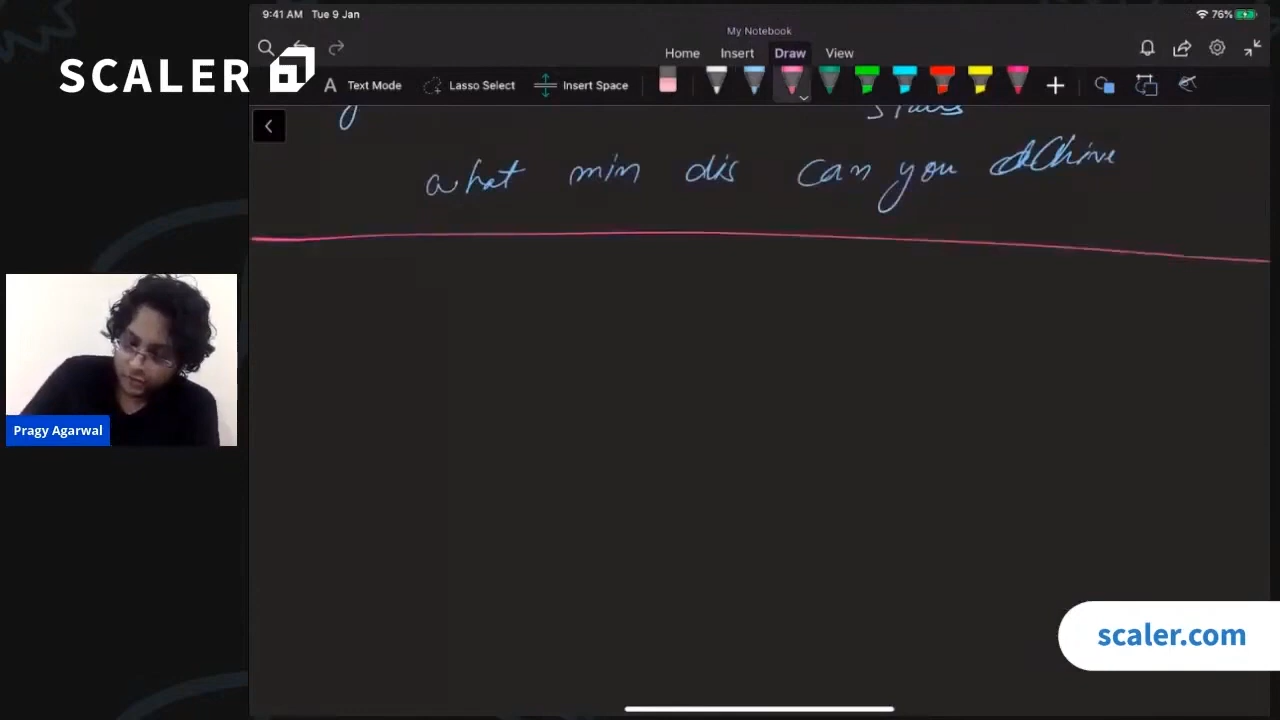 9:41 AM Tue 9 Jan
76%
My Notebook
Home Insert Draw View
SCALER
A Text Mode Lasso Select Insert Space
what min dis can you
Pragy Agarwal
scaler.com